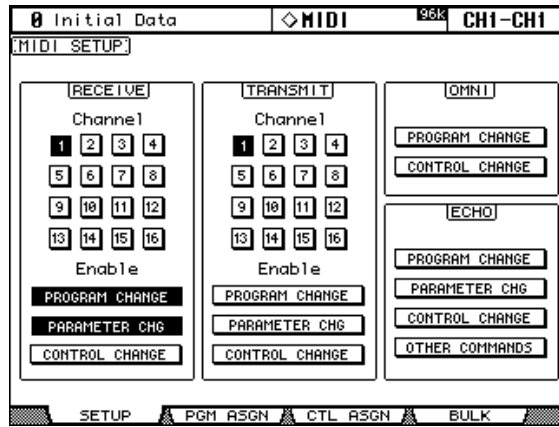 0 Initial Data ◇MIDI 96K CH1-CH1
MIDI SETUP
RECEIVE
Channel
1 2 3 4
5 6 7 8
9 10 11 12
13 14 15 16
Enable
PROGRAM CHANGE
PARAMETER CHG
CONTROL CHANGE
TRANSMIT
Channel
1 2 3 4
5 6 7 8
9 10 11 12
13 14 15 16
Enable
PROGRAM CHANGE
PARAMETER CHG
CONTROL CHANGE
OMNI
PROGRAM CHANGE
CONTROL CHANGE
ECHO
PROGRAM CHANGE
PARAMETER CHG
CONTROL CHANGE
OTHER COMMANDS
SETUP PGM ASGN CTL ASGN BULK